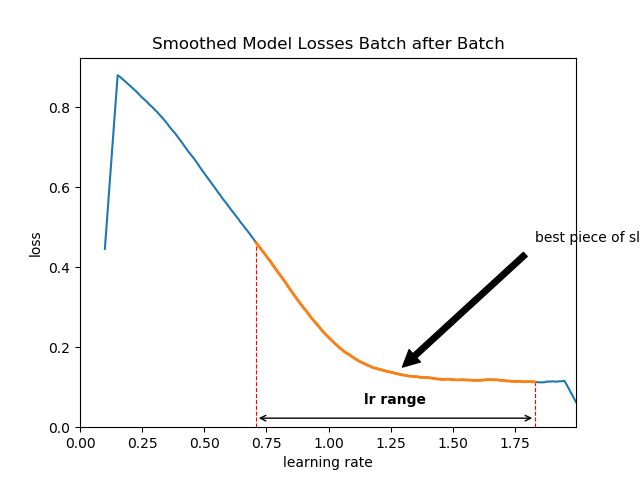 Smoothed Model Losses Batch after Batch
0.8
0.6
0.4
0.2
0.0
loss
best piece of
lr range
0.00 0.25 0.50 0.75 1.00 1.25 1.50 1.75
learning rate